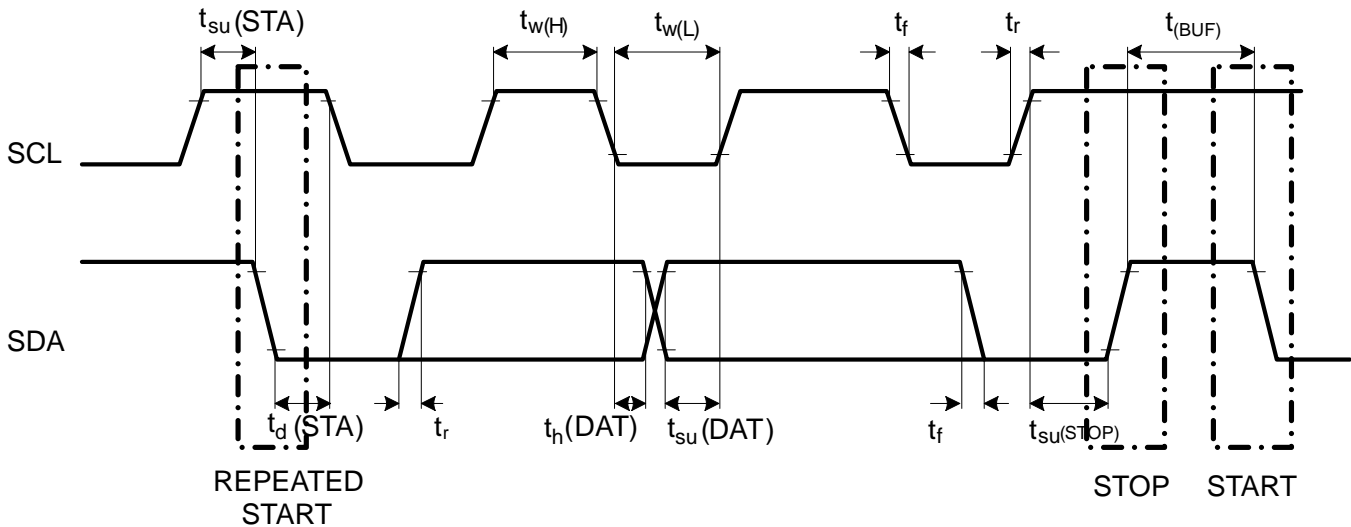 tsu(STA)
tw(H)
tw(L)
tf
tr
t(BUF)
SCL
SDA
td(STA)
tr
th(DAT)
tsu(DAT)
tf
tsu(STOP)
REPEATED
START
STOP
START